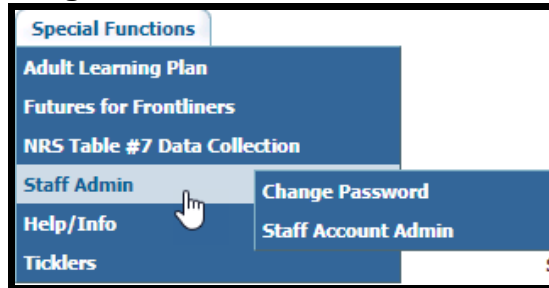 Special Functions
Adult Learning Plan
Futures for Frontliners
NRS Table #7 Data Collection
Staff Admin
Change Password
Help/Info
Staff Account Admin
Ticklers